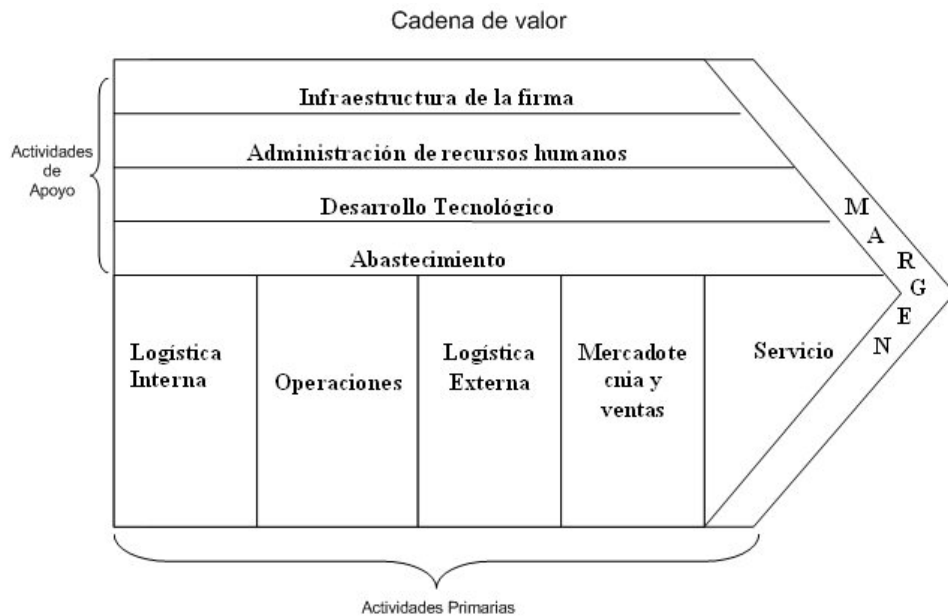 Cadena de valor
Actividades
de
Apoyo
Infraestructura de la firma
Administración de recursos humanos
Desarrollo Tecnológico
Abastecimiento
Logística
Interna
Operaciones
Logística
Externa
Mercadote
cnia y
ventas
Servicio
MARGEN
Actividades Primarias